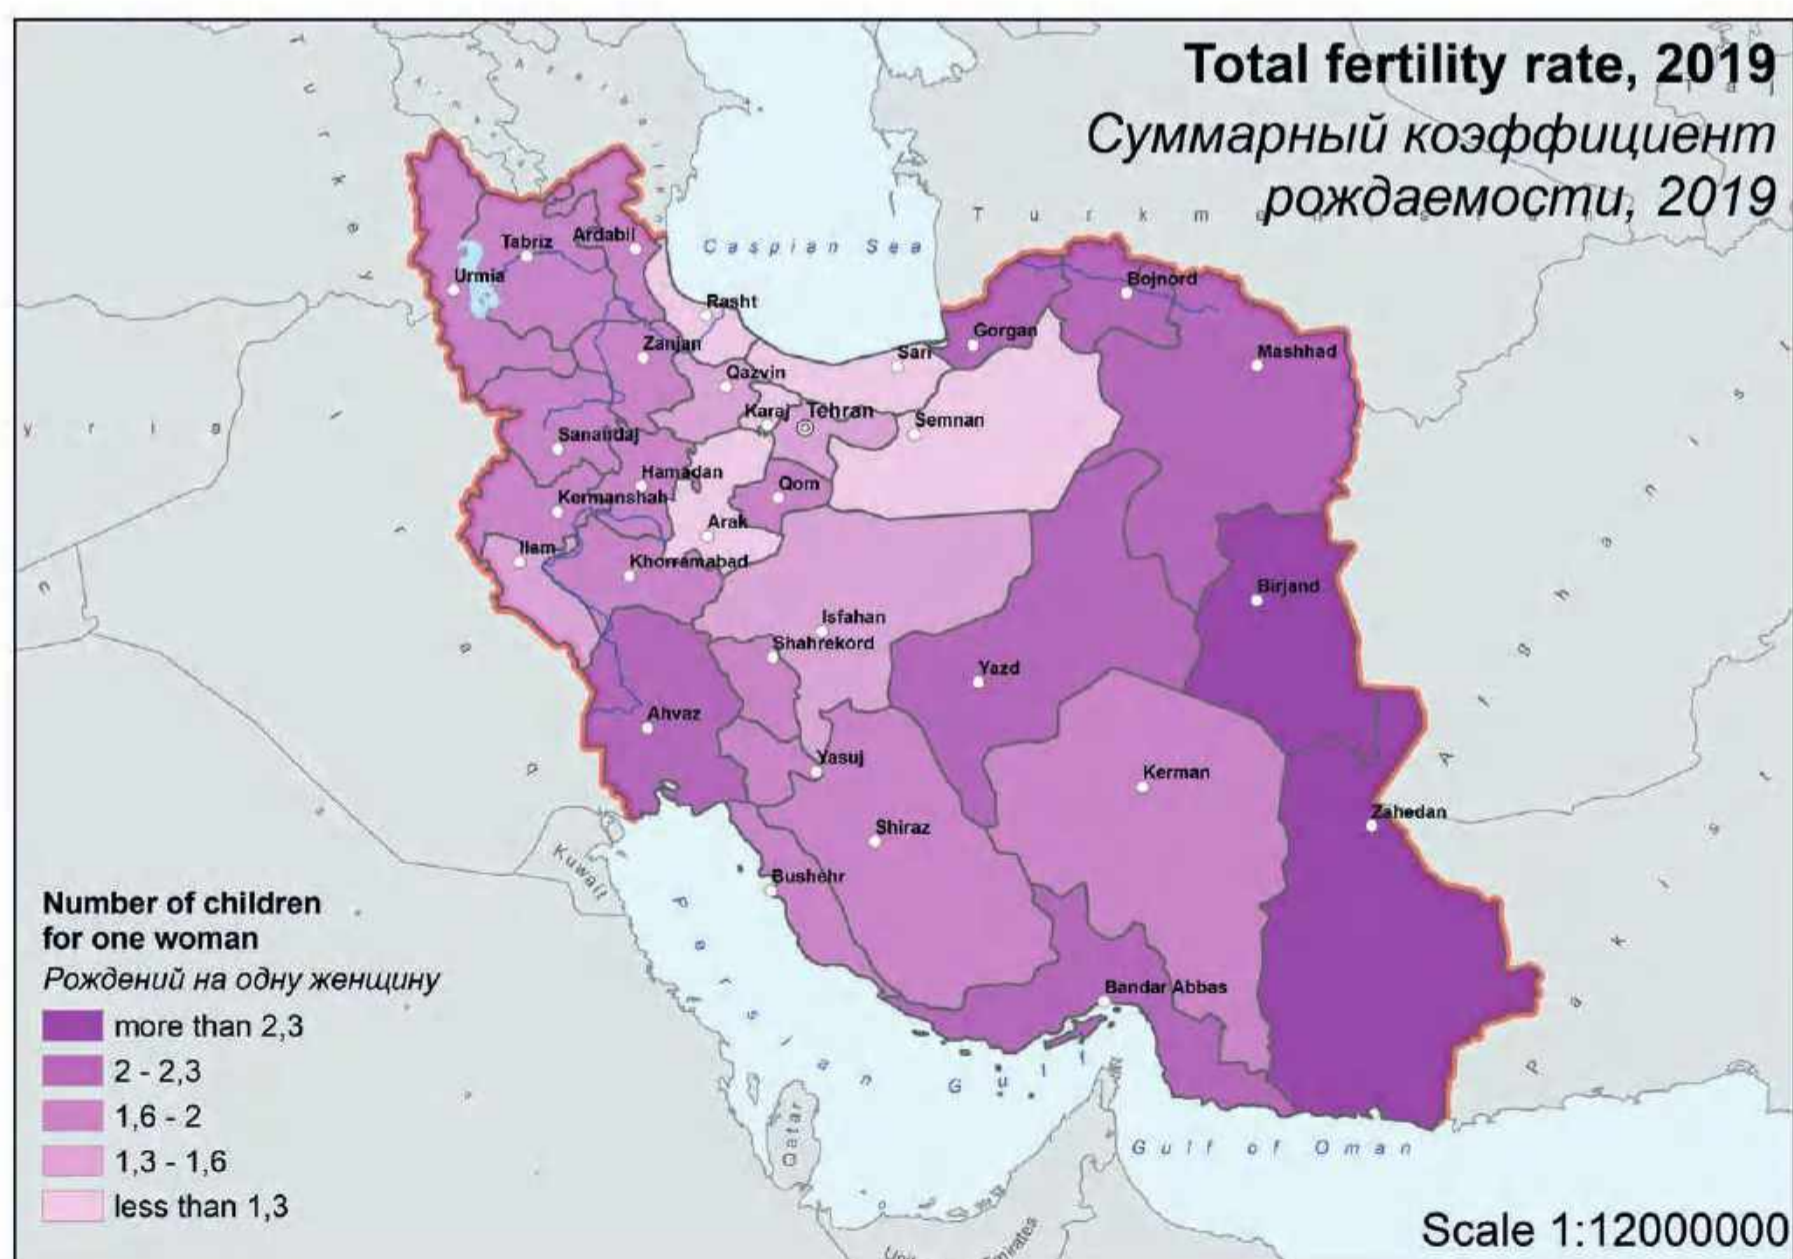 Total fertility rate, 2019
Суммарный коэффициент
рождаемости, 2019
Turkey
Caspian Sea
Tabriz
Ardabil
Urmia
Rasht
Zanjan
Qazvin
Sari
Gorgan
Bojnord
Mashhad
Karaj
Tehran
Semnan
Sanandaj
Hamadan
Kermanshah
Qom
Arak
Ilam
Khorramabad
Isfahan
Shahrekord
Birjand
Yazd
Ahvaz
Yasuj
Kerman
Shiraz
Zahedan
Bushehr
Bandar Abbas
Kuwait
Persian Gulf
Qatar
Gulf of Oman
Number of children
for one woman
Рождений на одну женщину
more than 2,3
2 - 2,3
1,6 - 2
1,3 - 1,6
less than 1,3
Scale 1:12000000